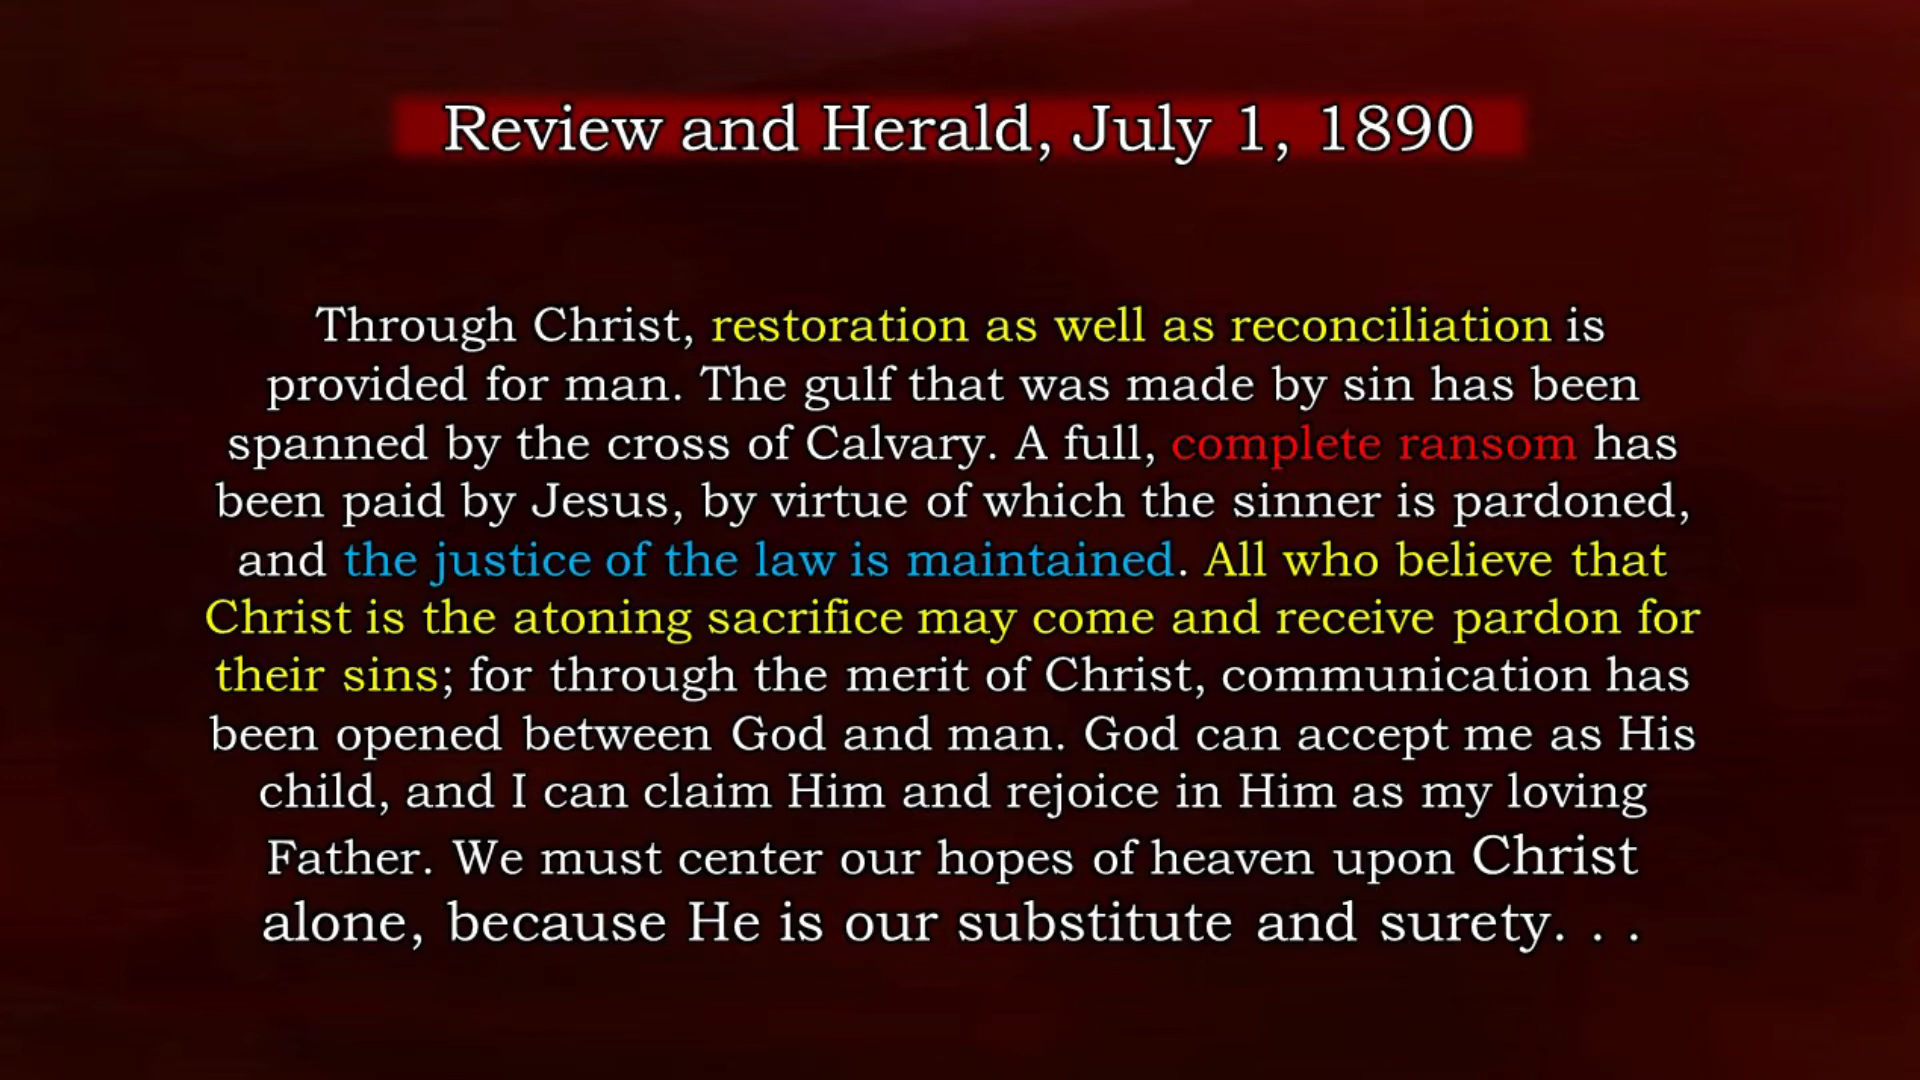 Review and Herald, July 1, 1890
Through Christ, restoration as well as reconciliation is
provided for man. The gulf that was made by sin has been
spanned by the cross of Calvary. A full, complete ransom has
been paid by Jesus, by virtue of which the sinner is pardoned,
and the justice of the law is maintained. All who believe that
Christ is the atoning sacrifice may come and receive pardon for
their sins; for through the merit of Christ, communication has
been opened between God and man. God can accept me as His
child, and I can claim Him and rejoice in Him as my loving
Father. We must center our hopes of heaven upon Christ
alone, because He is our substitute and surety. . .